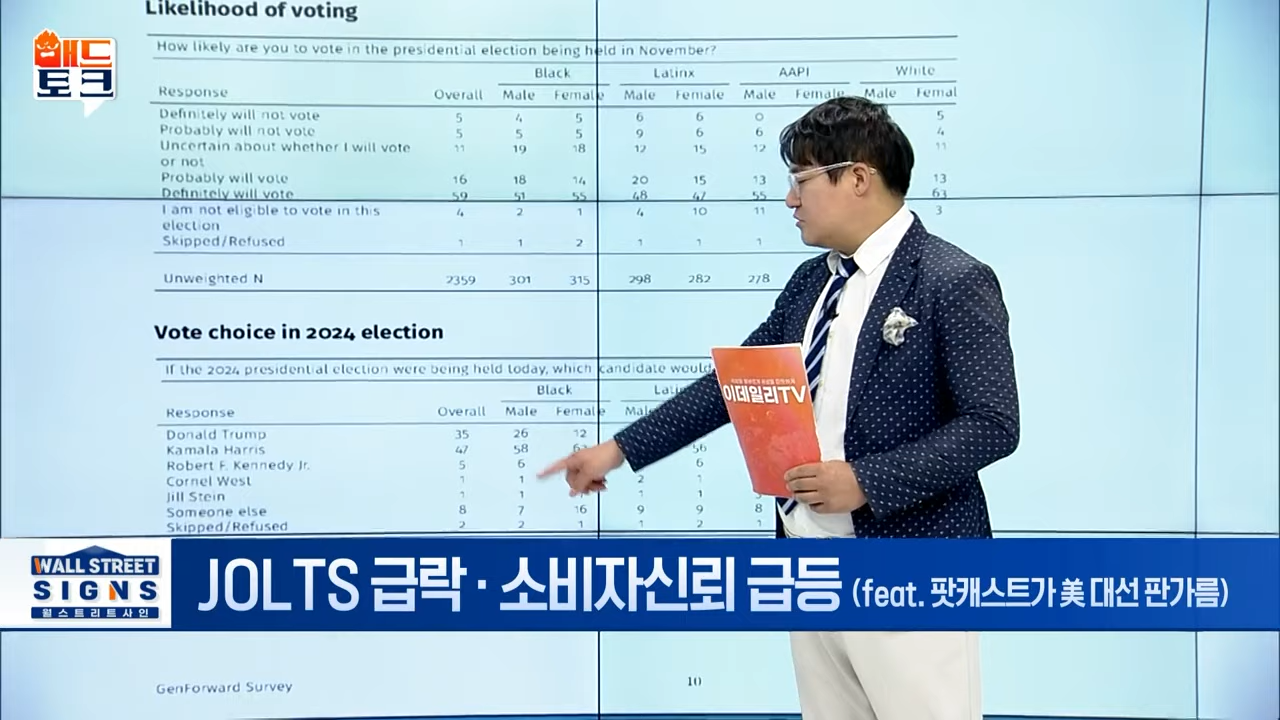 Likelihood of voting
매드
토크
How likely are you to vote in the presidential election being held in November?
Black Latinx AAPI White
Response Overall Male Female Male Female Male Female Male Femal
Definitely will not vote 5 4 5 6 6 0 5
Probably will not vote 5 5 5 9 6 6 4
Uncertain about whether I will vote 11 19 18 12 15 12 11
or not
Probably will vote 16 18 14 20 15 13 13
Definitely will vote 59 51 55 48 47 55 63
I am not eligible to vote in this 4 2 1 4 10 11 3
election
Skipped/Refused 1 1 2 1 1 1
Unweighted N 2359 301 315 298 282 278
Vote choice in 2024 election
If the 2024 presidential election were being held today, which candidate would
Black
Response Overall Male Female
Donald Trump 35 26 12
Kamala Harris 47 58 56
Robert F. Kennedy Jr. 5 6 6
Cornel West 1 1 2 1
Jill Stein 1 1 1 1
Someone else 8 7 16 9 9 8
Skipped/Refused 2 2 1 1 2 1
이데일리TV
WALL STREET
SIGNS
월스트리트사인
JOLTS 급락· 소비자신뢰 급등 (feat. 팟캐스트가 美 대선 판가름)
GenForward Survey 10